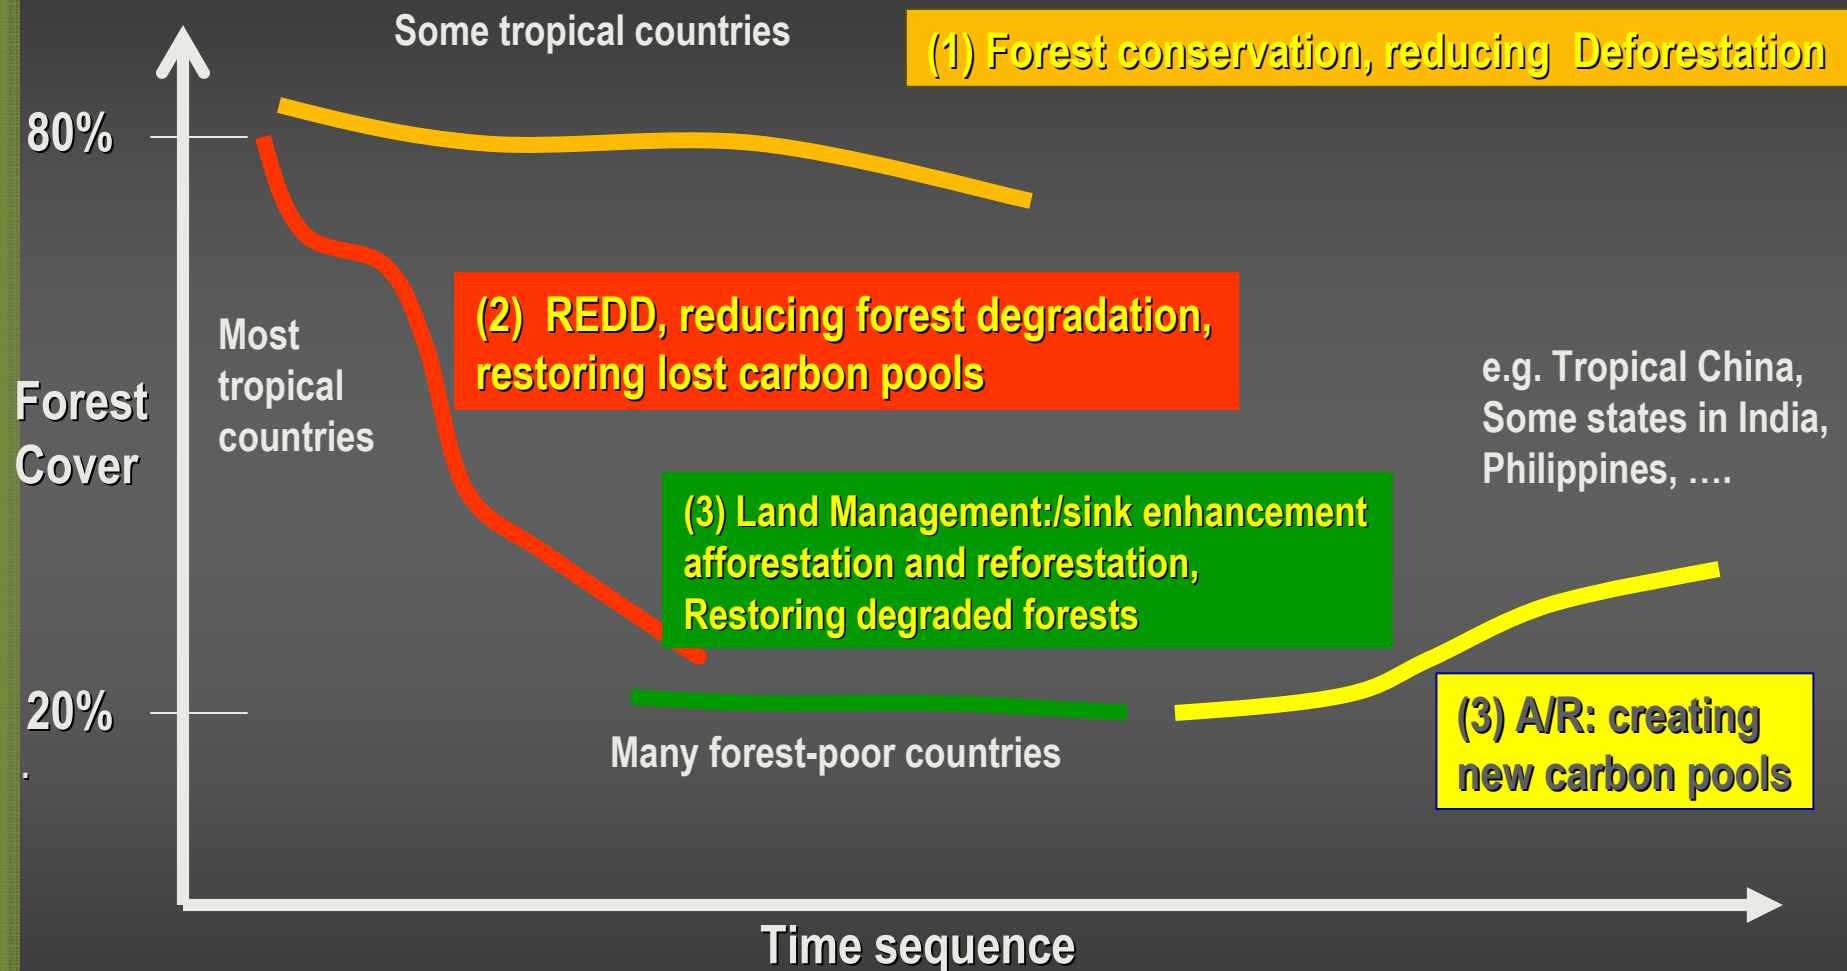 Some tropical countries
(1) Forest conservation, reducing Deforestation
80%
(2) REDD, reducing forest degradation,
restoring lost carbon pools
Most
tropical
countries
Forest
Cover
e.g. Tropical China,
Some states in India,
Philippines, ….
(3) Land Management:/sink enhancement
afforestation and reforestation,
Restoring degraded forests
20%
.
Many forest-poor countries
(3) A/R: creating
new carbon pools
Time sequence